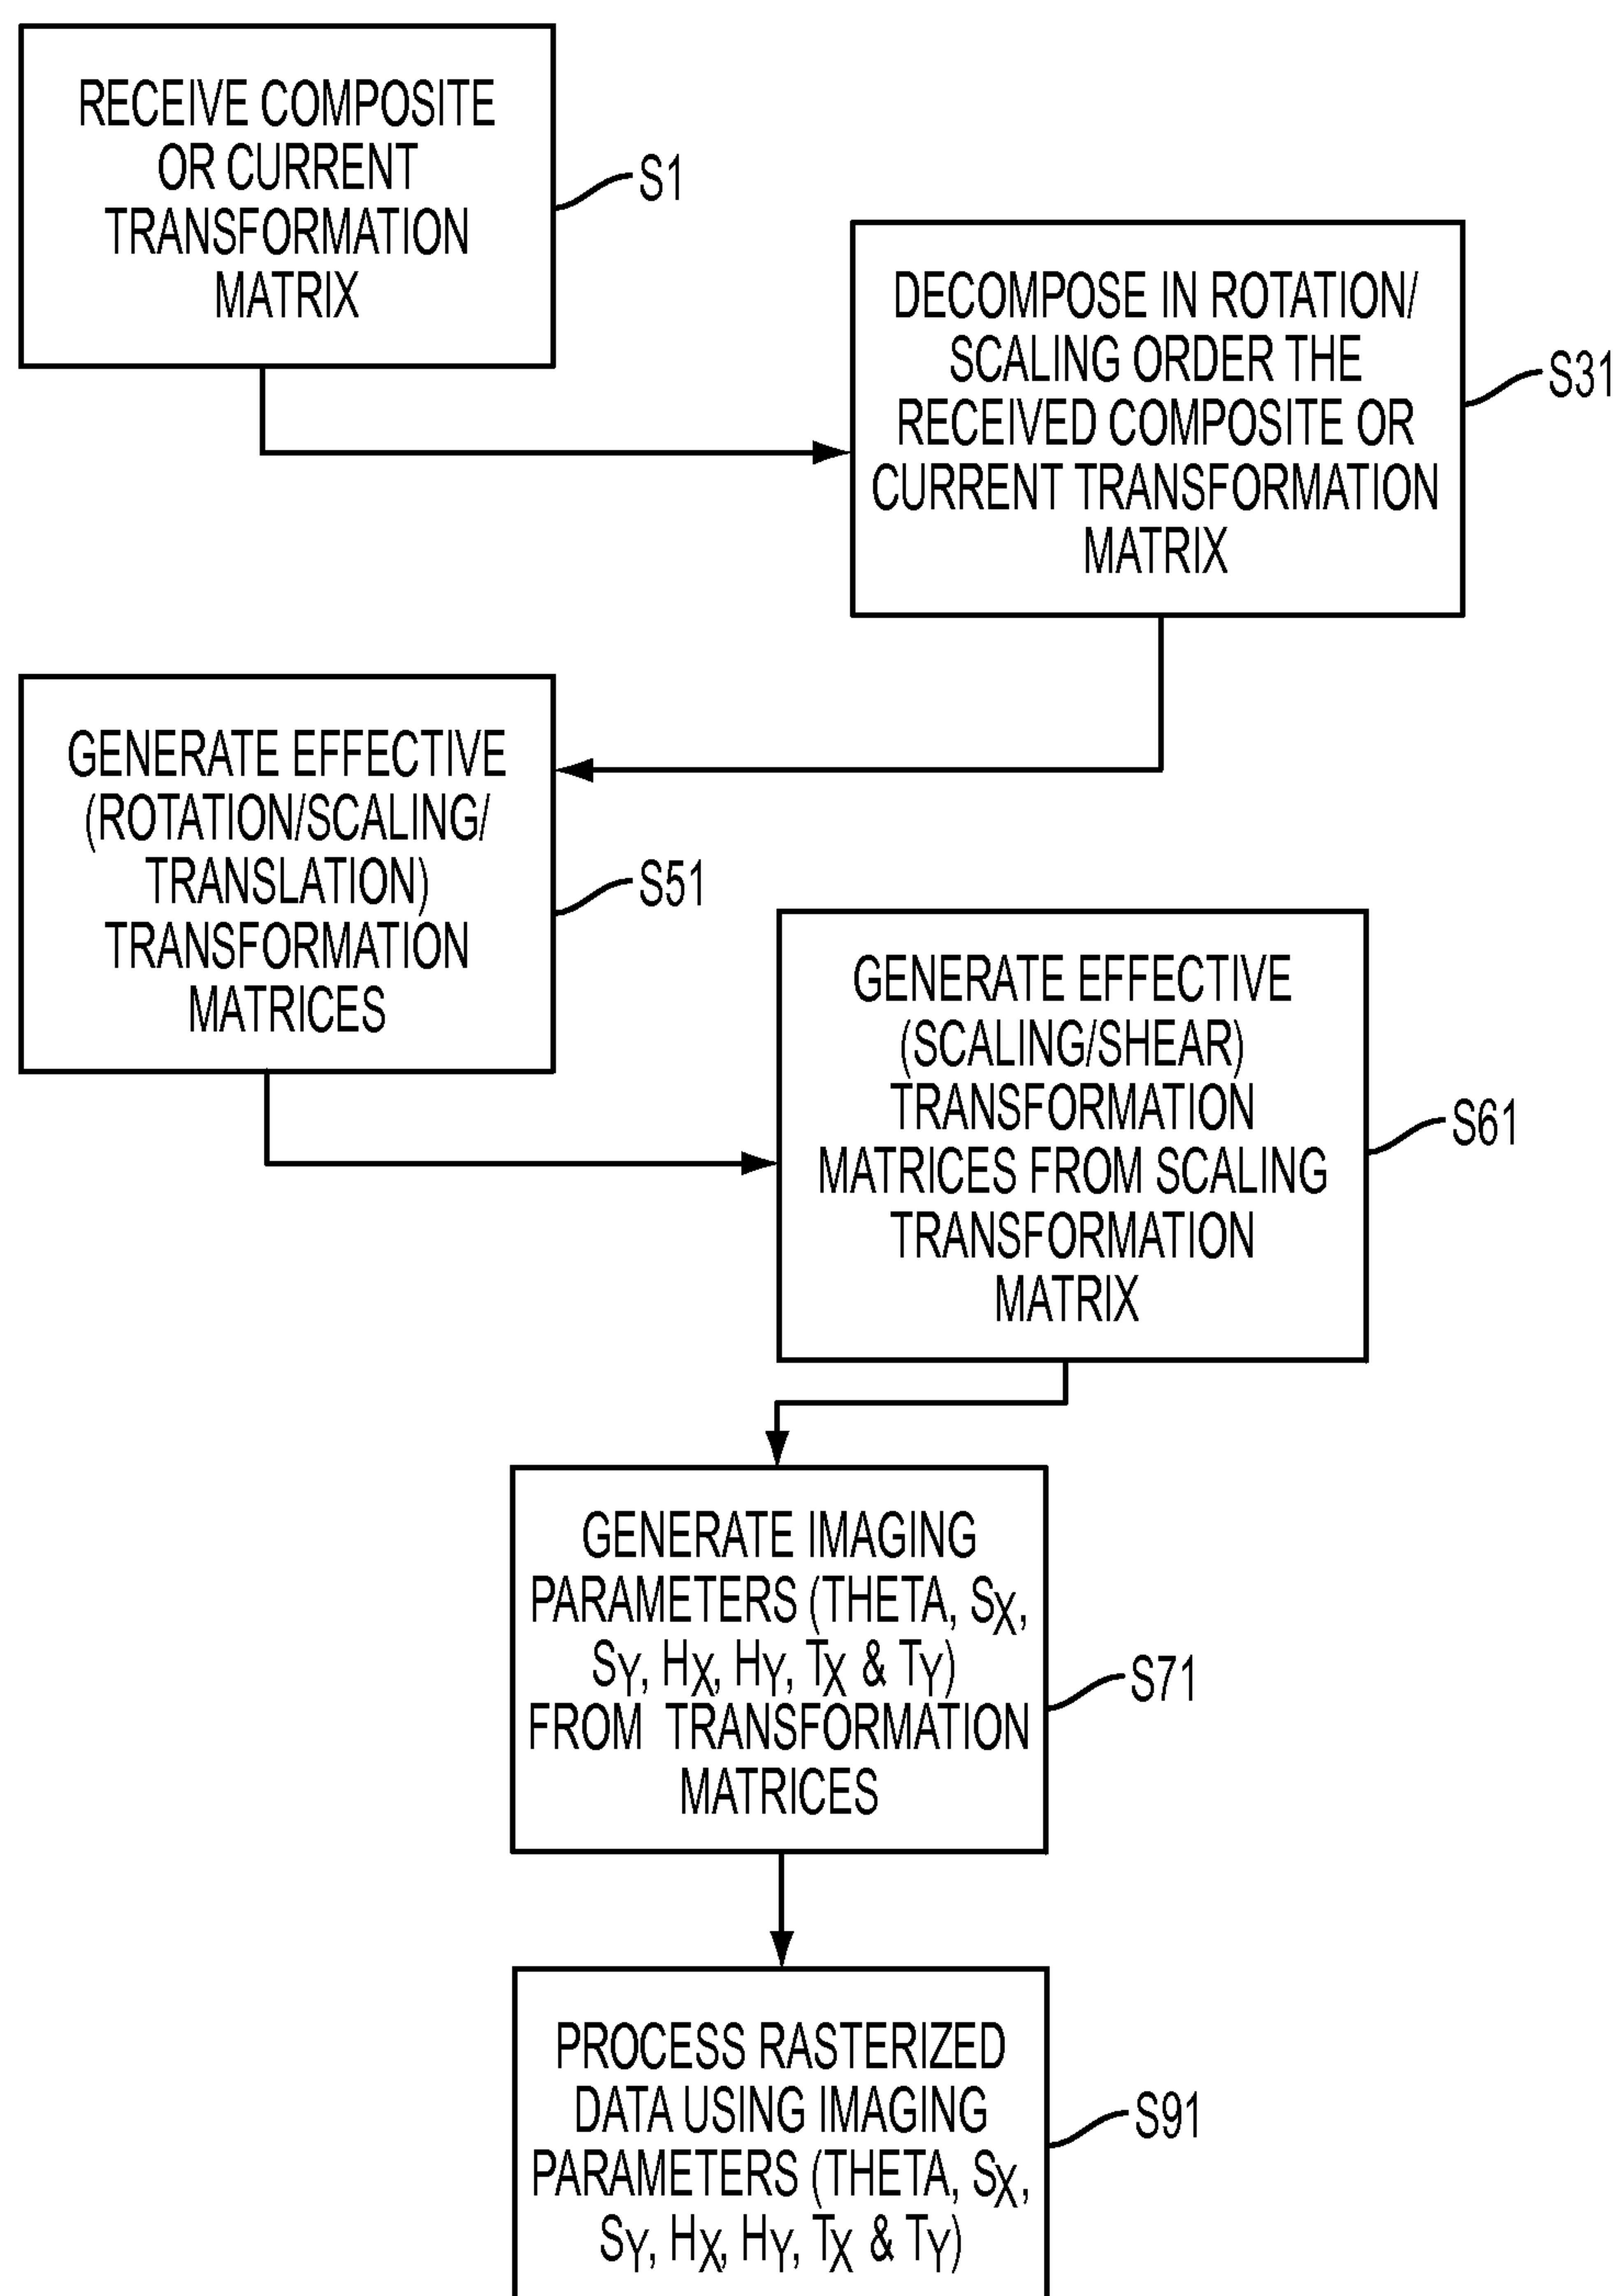 RECEIVE COMPOSITE
OR CURRENT
TRANSFORMATION
MATRIX
S1
DECOMPOSE IN ROTATION/
SCALING ORDER THE
RECEIVED COMPOSITE OR
CURRENT TRANSFORMATION
MATRIX
S31
GENERATE EFFECTIVE
(ROTATION/SCALING/
TRANSLATION)
TRANSFORMATION
MATRICES
S51
GENERATE EFFECTIVE
(SCALING/SHEAR)
TRANSFORMATION
MATRICES FROM SCALING
TRANSFORMATION
MATRIX
S61
GENERATE IMAGING
PARAMETERS (THETA, SX,
SY, HX, HY, TX & TY)
FROM TRANSFORMATION
MATRICES
S71
PROCESS RASTERIZED
DATA USING IMAGING
PARAMETERS (THETA, SX,
SY, HX, HY, TX & TY)
S91